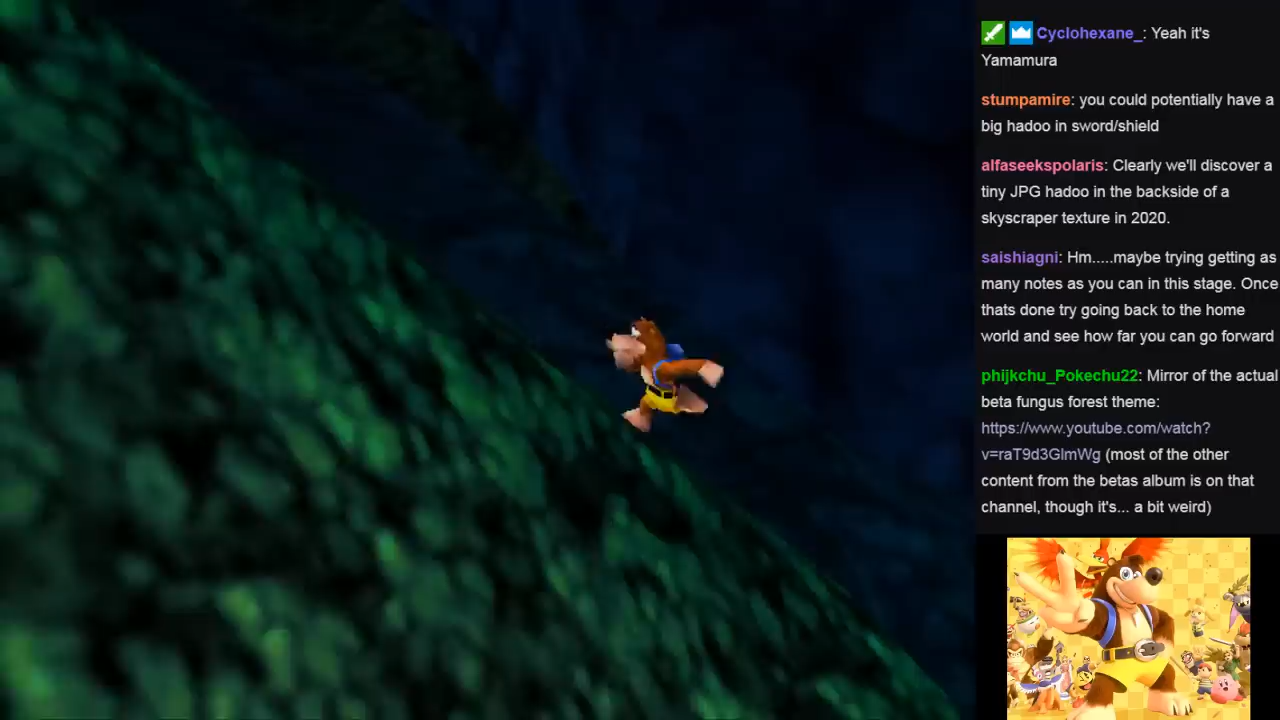 Cyclohexane_: Yeah it's
Yamamura
stumpamire: you could potentially have a
big hadoo in sword/shield
alfaseekspolaris: Clearly we'll discover a
tiny JPG hadoo in the backside of a
skyscraper texture in 2020.
saishiagni: Hm.....maybe trying getting as
many notes as you can in this stage. Once
thats done try going back to the home
world and see how far you can go forward
phijkchu_Pokechu22: Mirror of the actual
beta fungus forest theme:
https://www.youtube.com/watch?
v=raT9d3GlmWg (most of the other
content from the betas album is on that
channel, though it's... a bit weird)